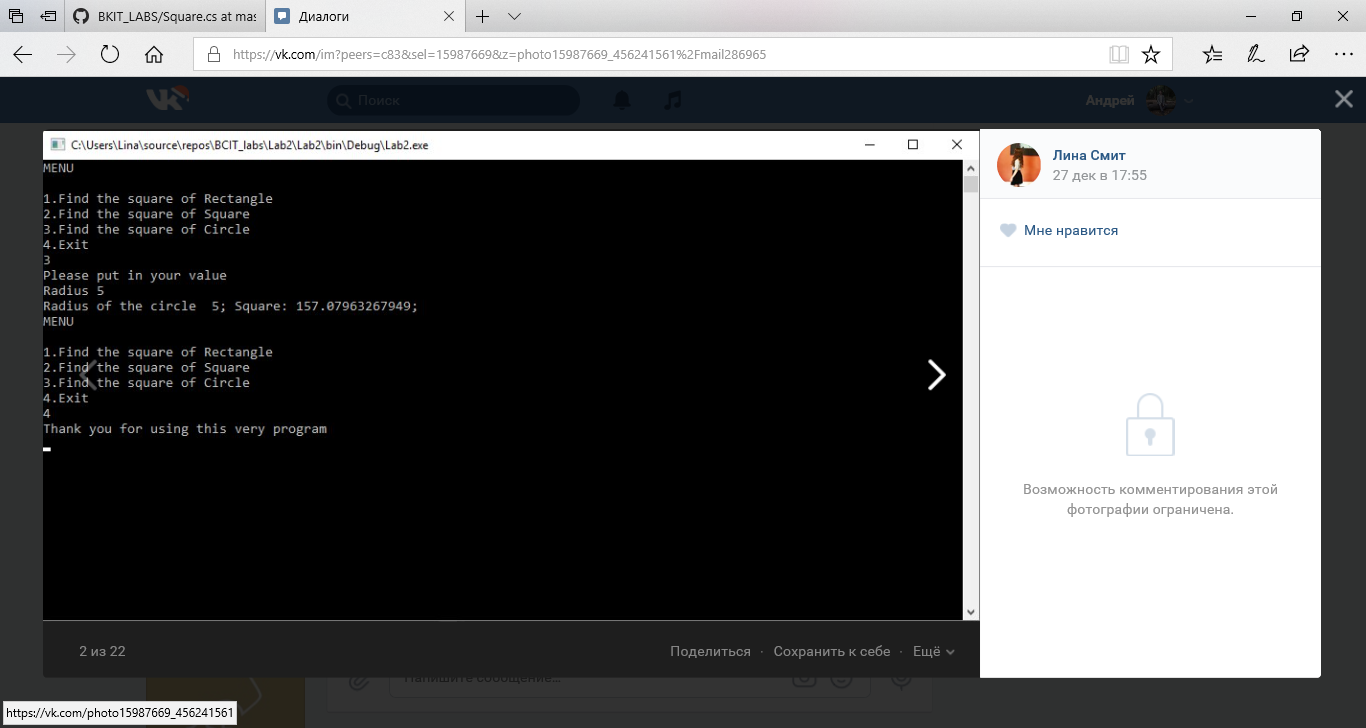 BKIT_LABS/Square.cs at mas
Диалоги
https://vk.com/im?peers=c83&sel=15987669&z=photo15987669_456241561%2Fmail286965
Поиск
Андрей
C:\Users\Lina\source\repos\BCIT_labs\Lab2\Lab2\bin\Debug\Lab2.exe
MENU
1.Find the square of Rectangle
2.Find the square of Square
3.Find the square of Circle
4.Exit
3
Please put in your value
Radius 5
Radius of the circle  5; Square: 157.07963267949;
MENU
1.Find the square of Rectangle
2.Find the square of Square
3.Find the square of Circle
4.Exit
4
Thank you for using this very program
Лина Смит
27 дек в 17:55
Мне нравится
Возможность комментирования этой
фотографии ограничена.
2 из 22
Поделиться · Сохранить к себе · Ещё
Напишите сообщение...
https://vk.com/photo15987669_456241561